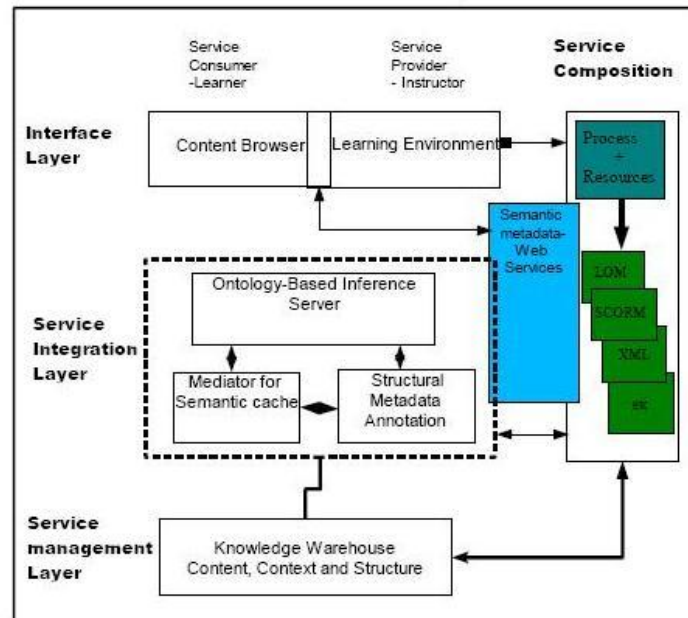 Service
Consumer
-Learner
Service
Provider
- Instructor
Service
Composition
Interface
Layer
Content Browser
Learning Environment
Process
+
Resources
Semantic
metadata-
Web
Services
LOM
SCORM
XML
Service
Integration
Layer
Ontology-Based Inference
Server
Mediator for
Semantic cache
Structural
Metadata
Annotation
Service
management
Layer
Knowledge Warehouse
Content, Context and Structure